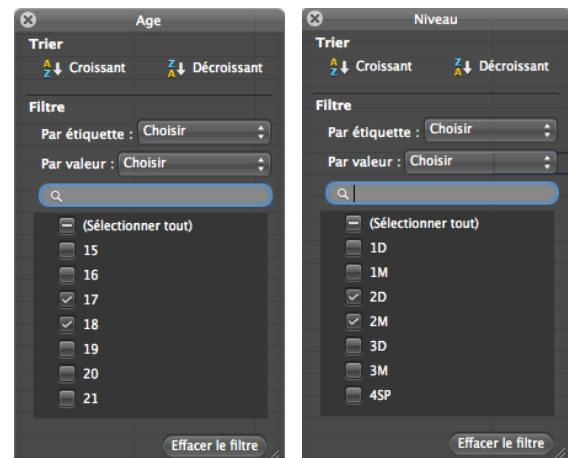 Age
Trier
A Z Croissant
Z A Décroissant
Filtre
Par étiquette : Choisir
Par valeur : Choisir
(Sélectionner tout)
15
16
17
18
19
20
21
Effacer le filtre
Niveau
Trier
A Z Croissant
Z A Décroissant
Filtre
Par étiquette : Choisir
Par valeur : Choisir
(Sélectionner tout)
1D
1M
2D
2M
3D
3M
4SP
Effacer le filtre